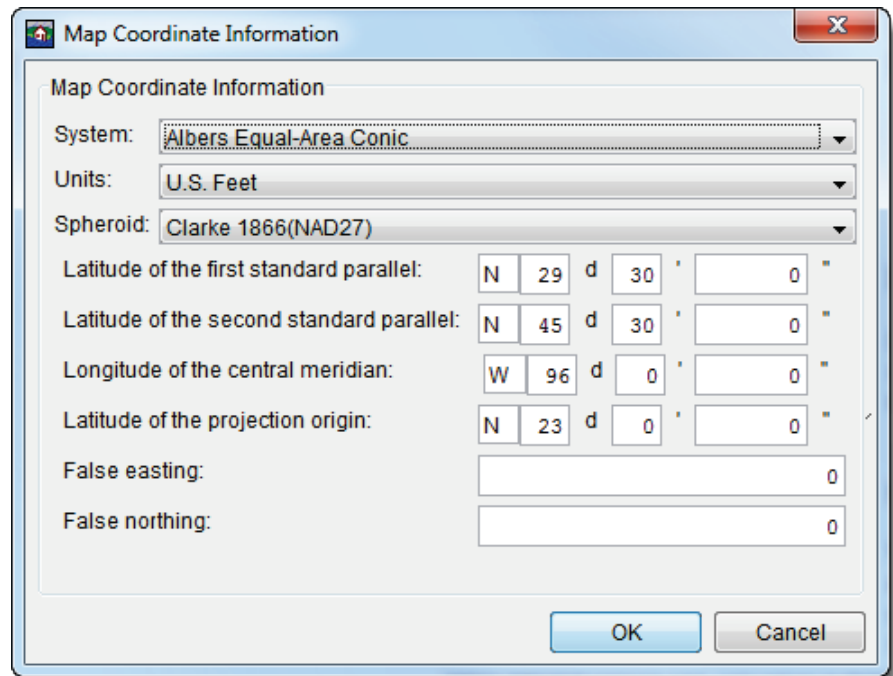 Map Coordinate Information
Map Coordinate Information
System: Albers Equal-Area Conic
Units: U.S. Feet
Spheroid: Clarke 1866(NAD27)
Latitude of the first standard parallel: N 29 d 30 ' 0 "
Latitude of the second standard parallel: N 45 d 30 ' 0 "
Longitude of the central meridian: W 96 d 0 ' 0 "
Latitude of the projection origin: N 23 d 0 ' 0 "
False easting: 0
False northing: 0
OK Cancel